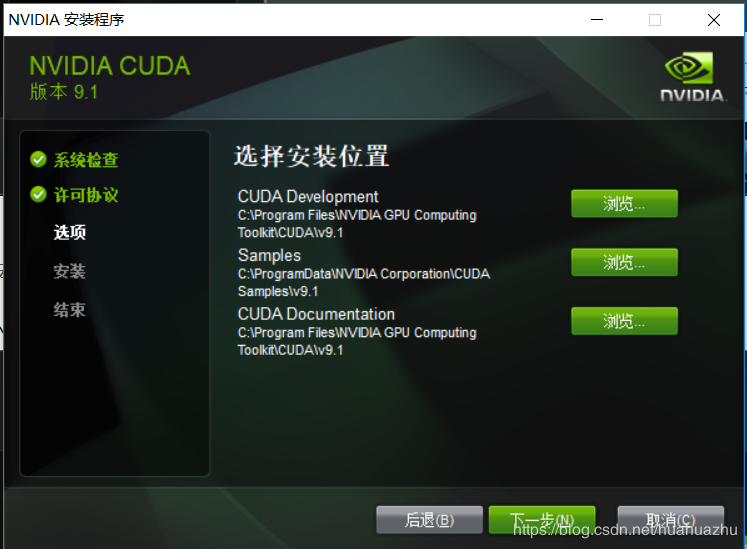 NVIDIA 安装程序
NVIDIA CUDA
版本 9.1
NVIDIA.
系统检查
许可协议
选项
安装
结束
选择安装位置
CUDA Development
C:\Program Files\NVIDIA GPU Computing
Toolkit\CUDA\v9.1
浏览...
Samples
C:\ProgramData\NVIDIA Corporation\CUDA
Samples\v9.1
浏览...
CUDA Documentation
C:\Program Files\NVIDIA GPU Computing
Toolkit\CUDA\v9.1
浏览...
后退(B) 下一步(N) 取消(C)
https://blog.csdn.net/huahuazhu